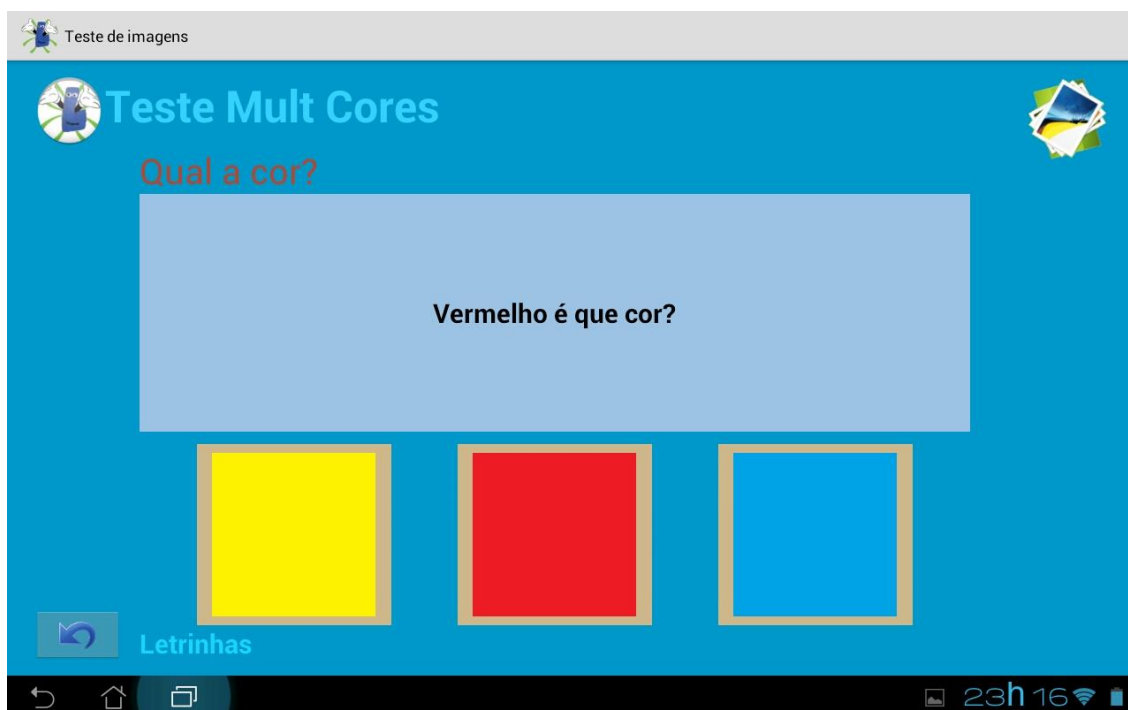 Teste de imagens
Teste Mult Cores
Qual a cor?
Vermelho é que cor?
Letrinhas
23h16